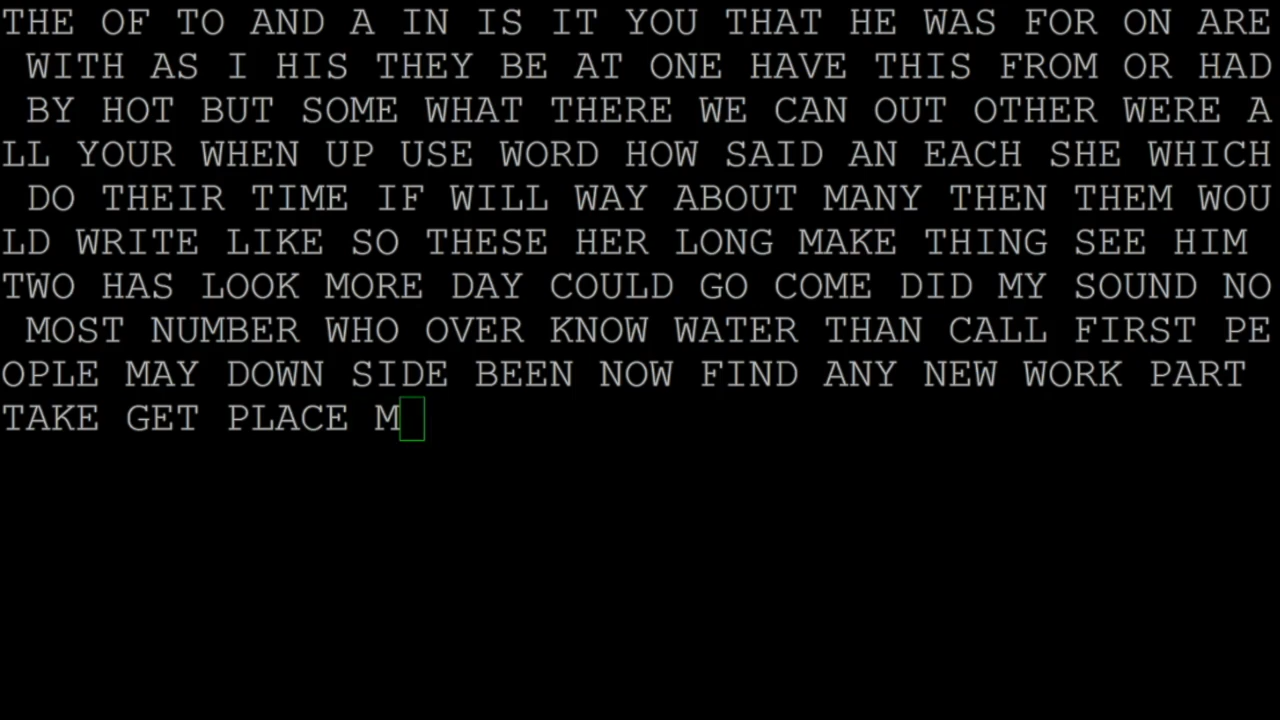 THE OF TO AND A IN IS IT YOU THAT HE WAS FOR ON ARE
WITH AS I HIS THEY BE AT ONE HAVE THIS FROM OR HAD
BY HOT BUT SOME WHAT THERE WE CAN OUT OTHER WERE A
LL YOUR WHEN UP USE WORD HOW SAID AN EACH SHE WHICH
DO THEIR TIME IF WILL WAY ABOUT MANY THEN THEM WOU
LD WRITE LIKE SO THESE HER LONG MAKE THING SEE HIM
TWO HAS LOOK MORE DAY COULD GO COME DID MY SOUND NO
MOST NUMBER WHO OVER KNOW WATER THAN CALL FIRST PE
OPLE MAY DOWN SIDE BEEN NOW FIND ANY NEW WORK PART
TAKE GET PLACE M